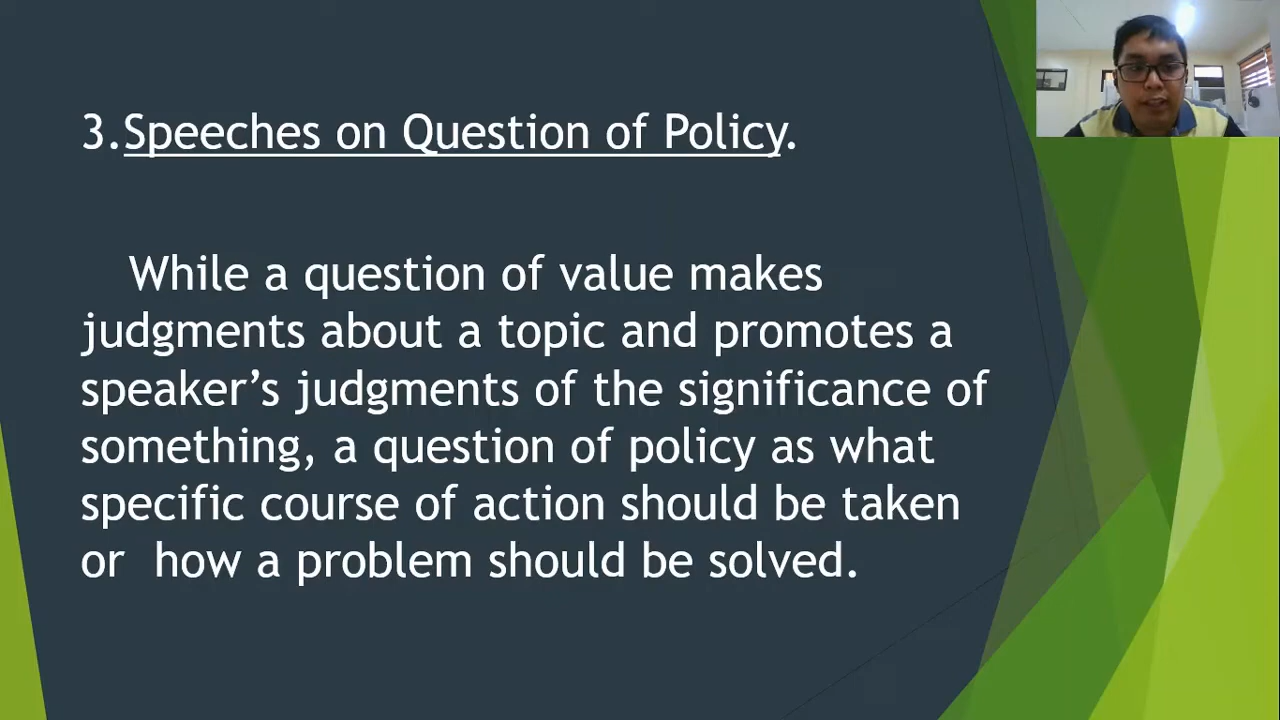 3.Speeches on Question of Policy.
While a question of value makes
judgments about a topic and promotes a
speaker’s judgments of the significance of
something, a question of policy as what
specific course of action should be taken
or  how a problem should be solved.